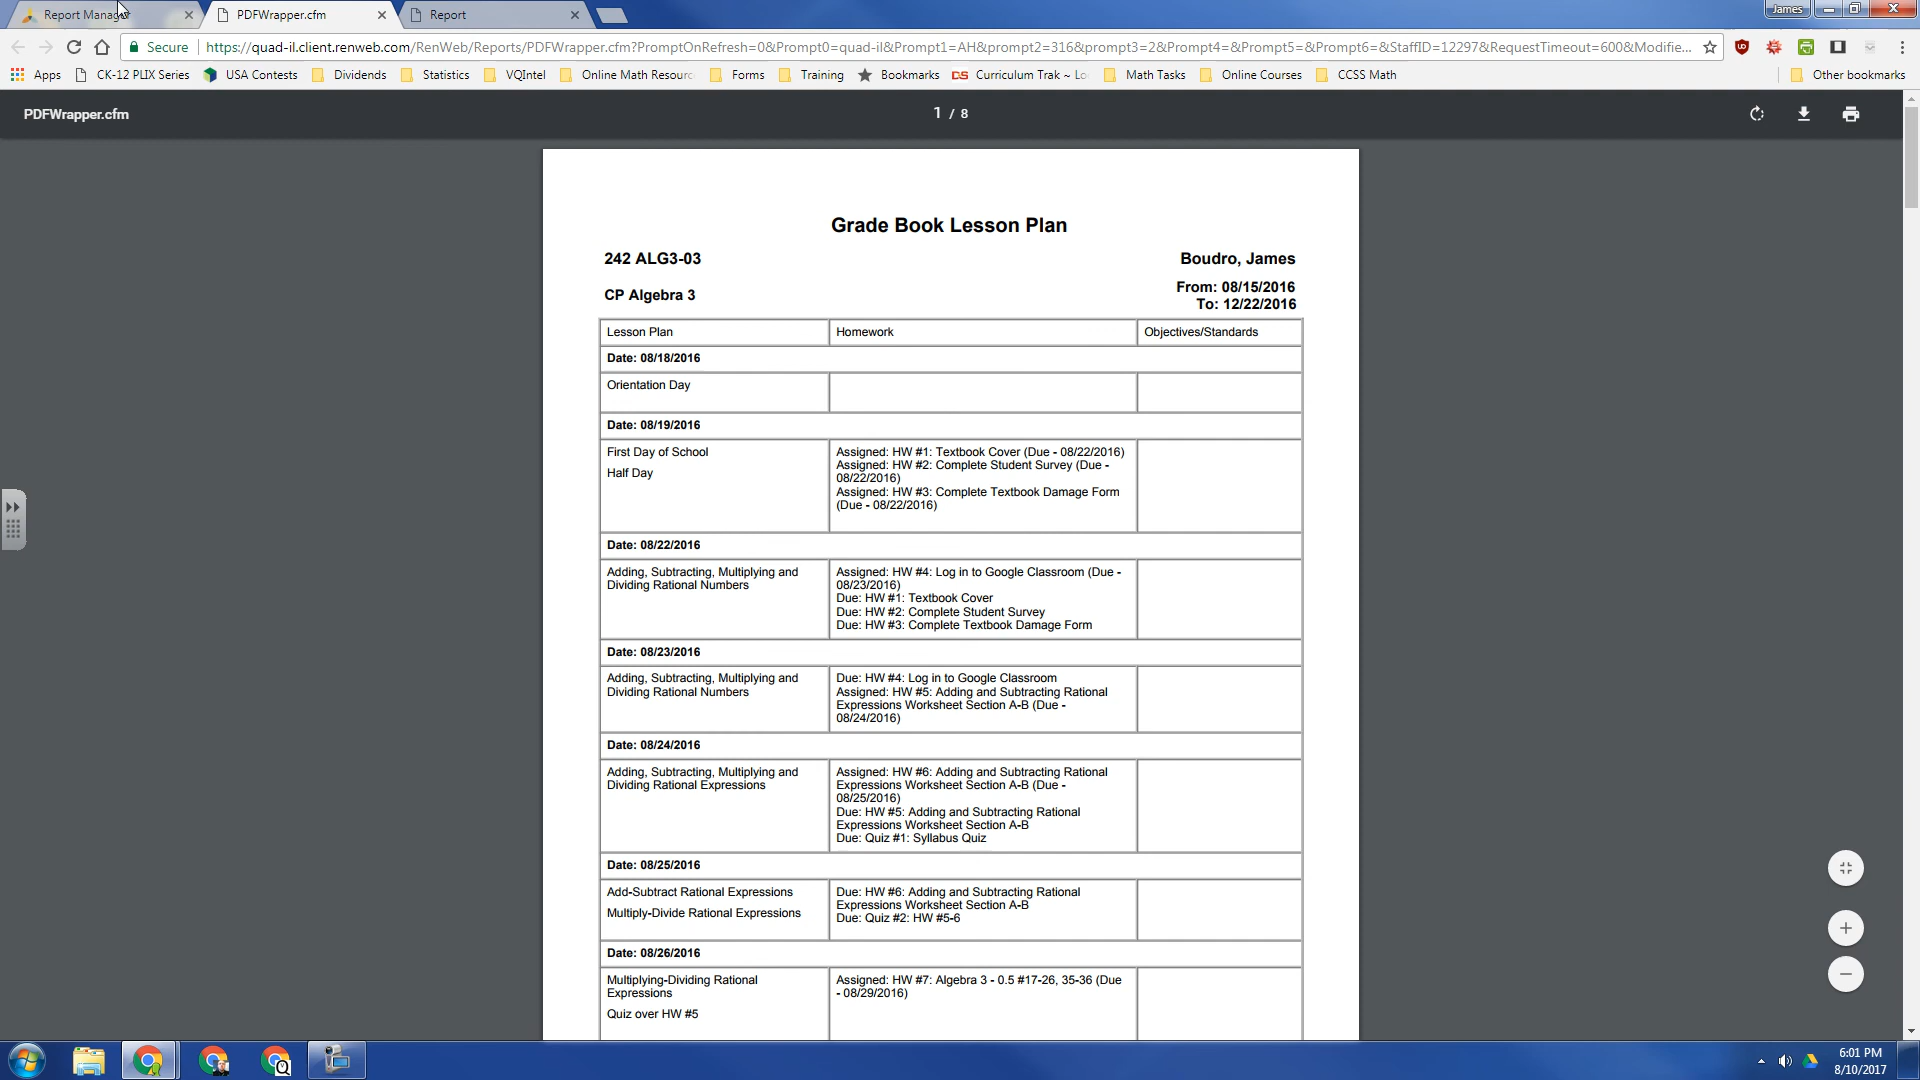 Report Manag
PDFWrapper.cfm
Report
James
Secure
https://quad-il.client.renweb.com/RenWeb/Reports/PDFWrapper.cfm?PromptOnRefresh=0&Prompt0=quad-il&Prompt1=AH&prompt2=316&prompt3=2&Prompt4=&Prompt5=&Prompt6=&StaffID=12297&RequestTimeout=600&Modifie...
Apps
CK-12 PLIX Series
USA Contests
Dividends
Statistics
VQIntel
Online Math Resourc
Forms
Training
Bookmarks
Curriculum Trak ~ Lo
Math Tasks
Online Courses
CCSS Math
Other bookmarks
PDFWrapper.cfm
1 / 8
Grade Book Lesson Plan
242 ALG3-03
Boudro, James
CP Algebra 3
From: 08/15/2016
To: 12/22/2016
Lesson Plan
Homework
Objectives/Standards
Date: 08/18/2016
Orientation Day
Date: 08/19/2016
First Day of School
Half Day
Assigned: HW #1: Textbook Cover (Due - 08/22/2016)
Assigned: HW #2: Complete Student Survey (Due -
08/22/2016)
Assigned: HW #3: Complete Textbook Damage Form
(Due - 08/22/2016)
Date: 08/22/2016
Adding, Subtracting, Multiplying and
Dividing Rational Numbers
Assigned: HW #4: Log in to Google Classroom (Due -
08/23/2016)
Due: HW #1: Textbook Cover
Due: HW #2: Complete Student Survey
Due: HW #3: Complete Textbook Damage Form
Date: 08/23/2016
Adding, Subtracting, Multiplying and
Dividing Rational Numbers
Due: HW #4: Log in to Google Classroom
Assigned: HW #5: Adding and Subtracting Rational
Expressions Worksheet Section A-B (Due -
08/24/2016)
Date: 08/24/2016
Adding, Subtracting, Multiplying and
Dividing Rational Expressions
Assigned: HW #6: Adding and Subtracting Rational
Expressions Worksheet Section A-B (Due -
08/25/2016)
Due: HW #5: Adding and Subtracting Rational
Expressions Worksheet Section A-B
Due: Quiz #1: Syllabus Quiz
Date: 08/25/2016
Add-Subtract Rational Expressions
Multiply-Divide Rational Expressions
Due: HW #6: Adding and Subtracting Rational
Expressions Worksheet Section A-B
Due: Quiz #2: HW #5-6
Date: 08/26/2016
Multiplying-Dividing Rational
Expressions
Quiz over HW #5
Assigned: HW #7: Algebra 3 - 0.5 #17-26, 35-36 (Due
- 08/29/2016)
6:01 PM
8/10/2017